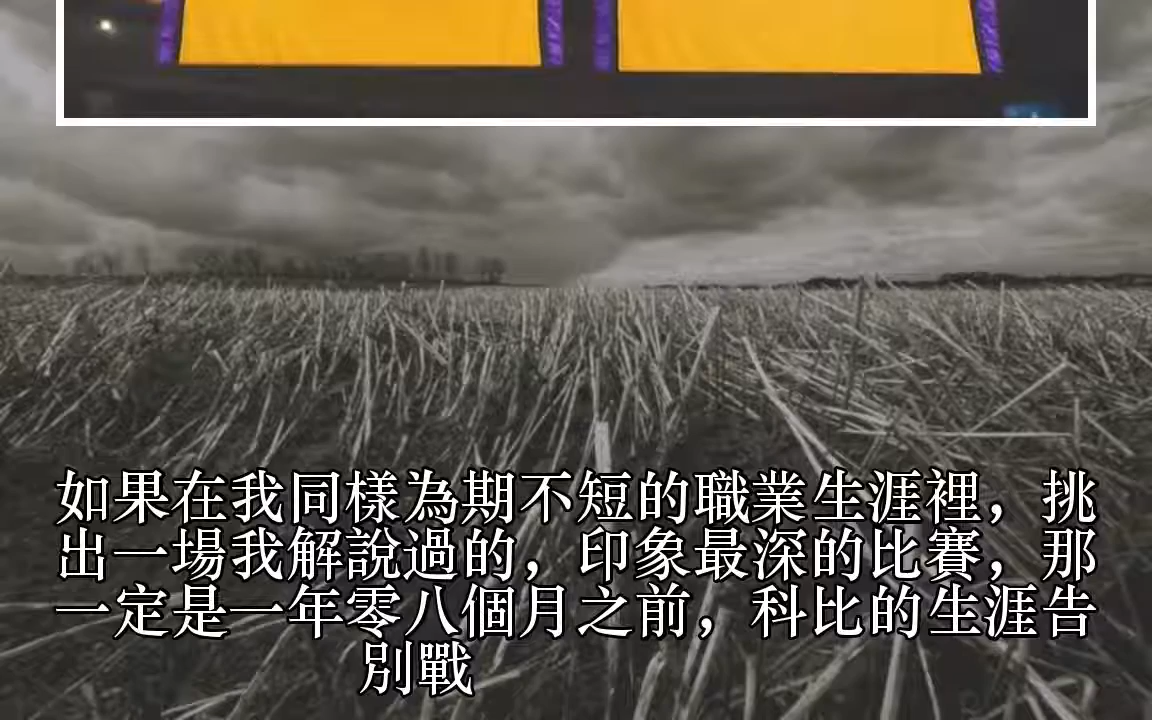 如果在我同樣為期不短的職業生涯裡，挑
出一場我解說過的，印象最深的比賽，那
一定是一年零八個月之前，科比的生涯告
別戰